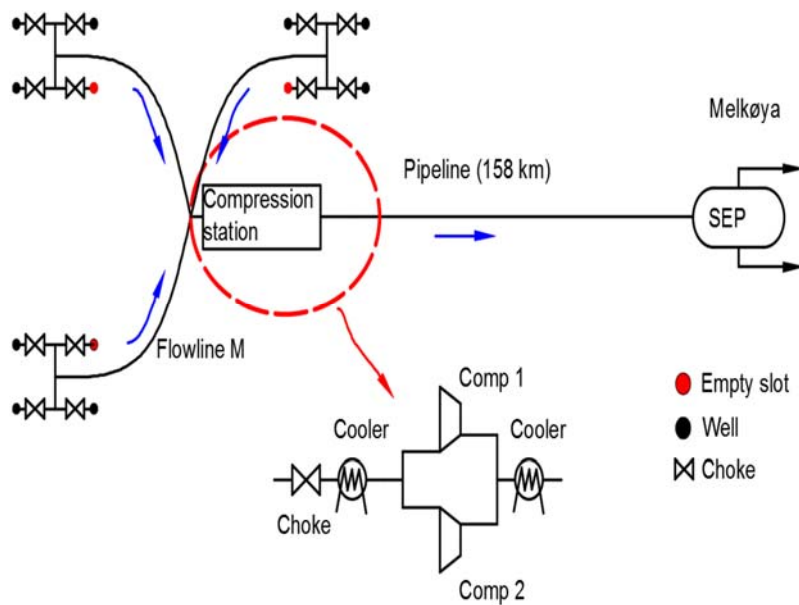 Melkøya
Pipeline (158 km)
Compression
station
SEP
Flowline M
Comp 1
Cooler
Cooler
Choke
Comp 2
Empty slot
Well
Choke